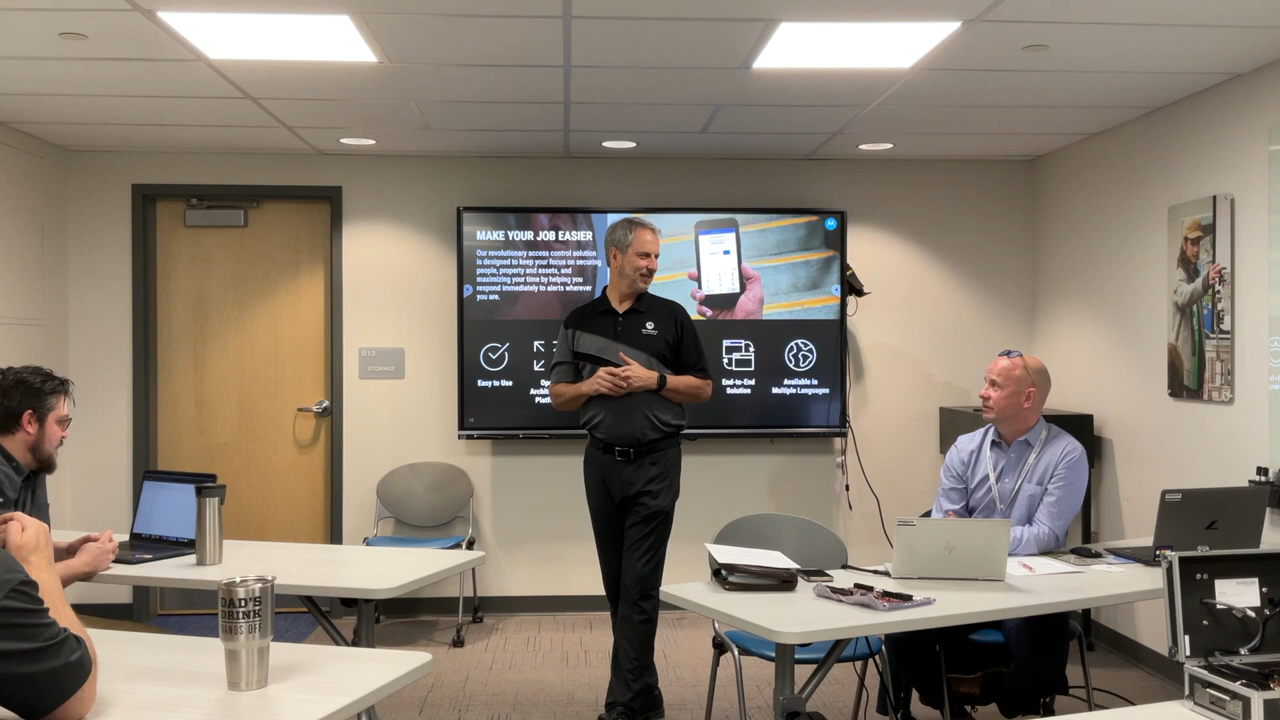 MAKE YOUR JOB EASIER
Our revolutionary access control solution
is designed to keep your focus on securing
people, property and assets, and
maximizing your time by helping you
respond immediately to alerts wherever
you are.
Easy to Use
End-to-End
Solution
Available in
Multiple Languages
B13
STORAGE
hp
DAD'S
DRINK
HANDS OFF